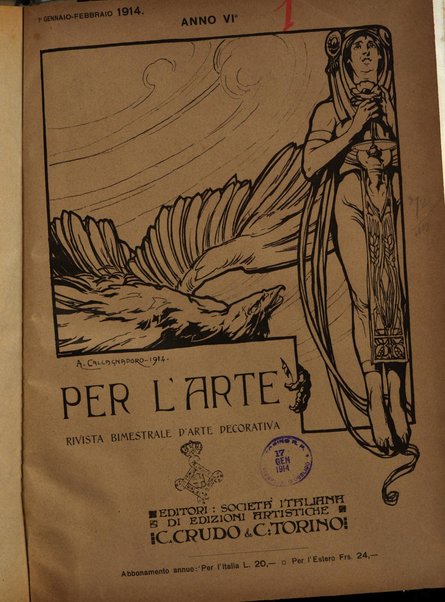 1° GENNAIO-FEBBRAIO 1914.
ANNO VI°
1
A. CALCAGNADORO-1914.
PER L'ARTE
RIVISTA BIMESTRALE D'ARTE DECORATIVA
17
GEN
1914
EDITORI: SOCIETÀ ITALIANA
DI EDIZIONI ARTISTICHE
C. CRUDO & C. TORINO
Abbonamento annuo: Per l'Italia L. 20,— o Per l'Estero Frs. 24,—